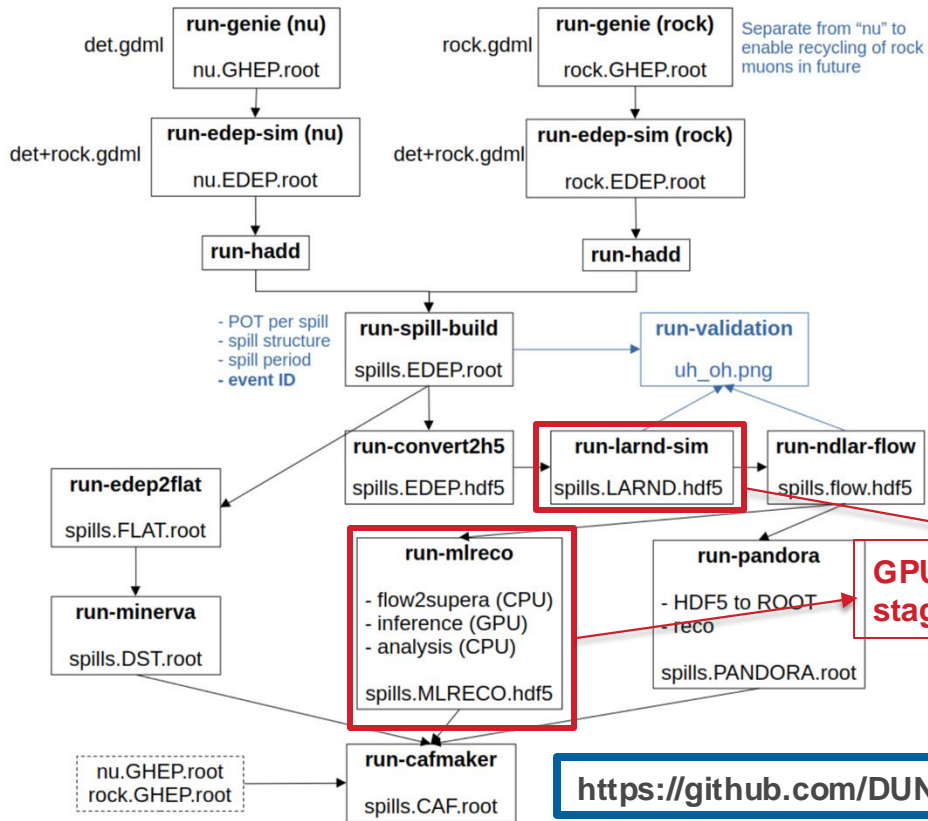 run-genie (nu)
det.gdml
nu.GHEP.root
run-genie (rock)
rock.gdml
rock.GHEP.root
Separate from “nu” to
enable recycling of rock
muons in future
run-edep-sim (nu)
det+rock.gdml
nu.EDEP.root
run-edep-sim (rock)
det+rock.gdml
rock.EDEP.root
run-hadd
run-hadd
- POT per spill
- spill structure
- spill period
- event ID
run-spill-build
spills.EDEP.root
run-validation
uh_oh.png
run-convert2h5
spills.EDEP.hdf5
run-larnd-sim
spills.LARND.hdf5
run-ndlar-flow
spills.flow.hdf5
run-edep2flat
spills.FLAT.root
run-mlreco
- flow2supera (CPU)
- inference (GPU)
- analysis (CPU)
spills.MLRECO.hdf5
run-pandora
- HDF5 to ROOT
- reco
spills.PANDORA.root
GPU
stag
run-minerva
spills.DST.root
nu.GHEP.root
rock.GHEP.root
run-cafmaker
spills.CAF.root
https://github.com/DUN